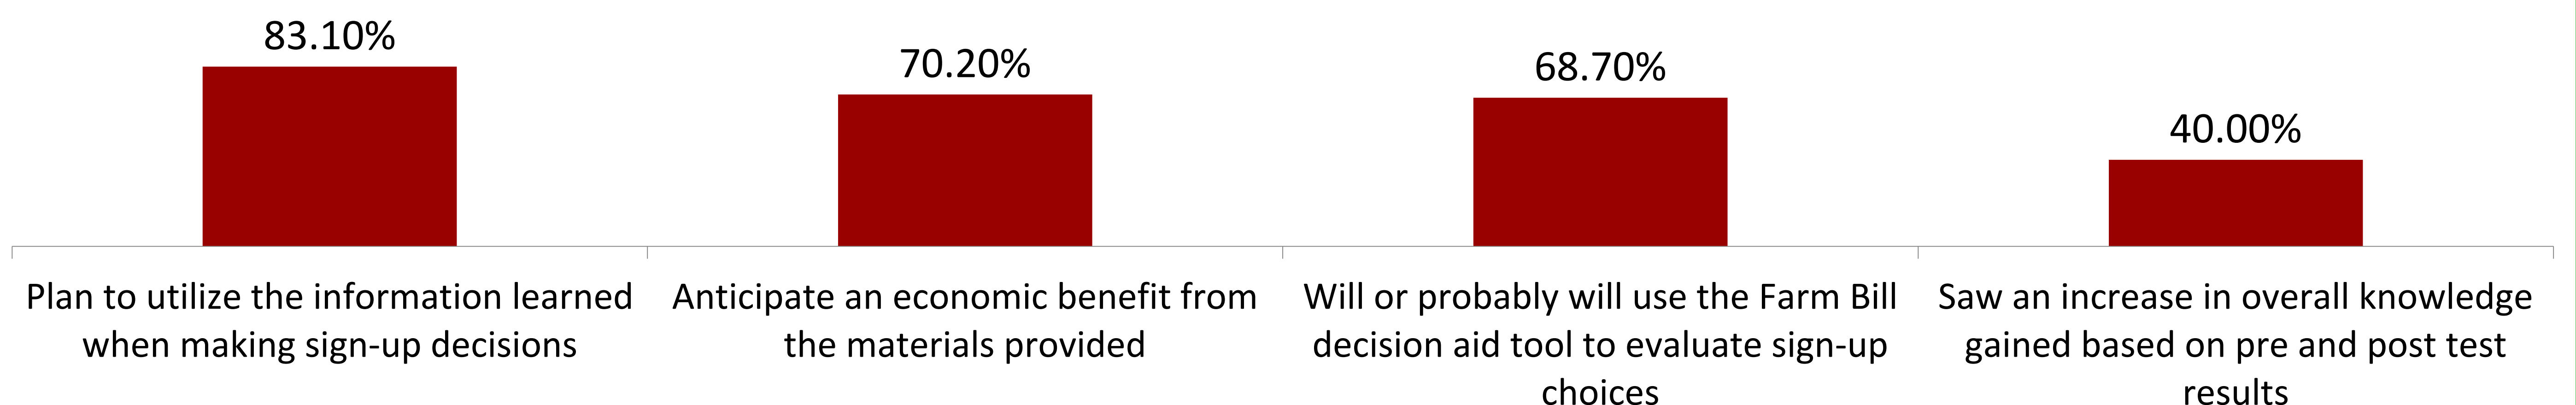 83.10%
70.20%
68.70%
40.00%
Plan to utilize the information learned
when making sign-up decisions
Anticipate an economic benefit from
the materials provided
Will or probably will use the Farm Bill
decision aid tool to evaluate sign-up
choices
Saw an increase in overall knowledge
gained based on pre and post test
results